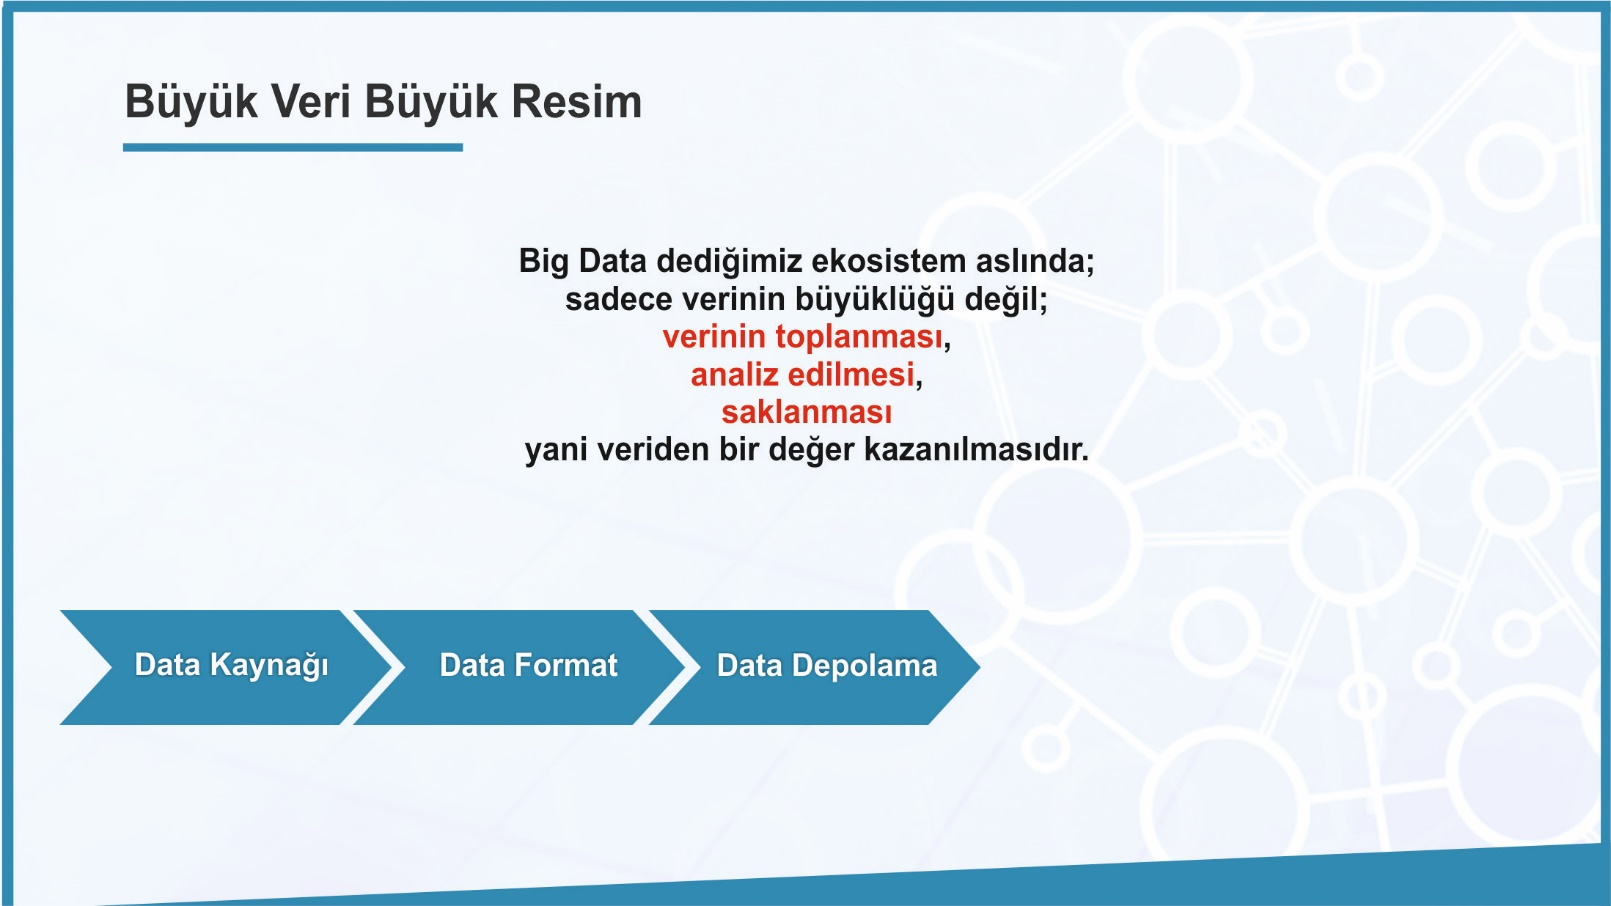 Büyük Veri Büyük Resim
Big Data dediğimiz ekosistem aslında;
sadece verinin büyüklüğü değil;
verinin toplanması,
analiz edilmesi,
saklanması
yani veriden bir değer kazanılmasıdır.
Data Kaynağı
Data Format
Data Depolama